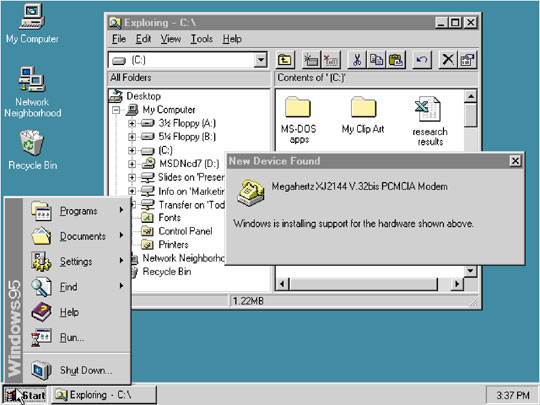 My Computer
Network
Neighborhood
Recycle Bin
Exploring - C:\
File Edit View Tools Help
(C:)
All Folders
Contents of '(C:)'
Desktop
My Computer
3½ Floppy (A:)
5¼ Floppy (B:)
(C:)
MSDNcd7 (D:)
Slides on 'Presen
Info on 'Marketin
Transfer on 'Tod
Fonts
Control Panel
Printers
Network Neighborho
Recycle Bin
MS-DOS
apps
My Clip Art
research
results
1.22MB
New Device Found
Megahertz XJ2144 V.32bis PCMCIA Modem
Windows is installing support for the hardware shown above.
Windows95
Programs
Documents
Settings
Find
Help
Run...
Shut Down...
Start
Exploring - C:\
3:37 PM